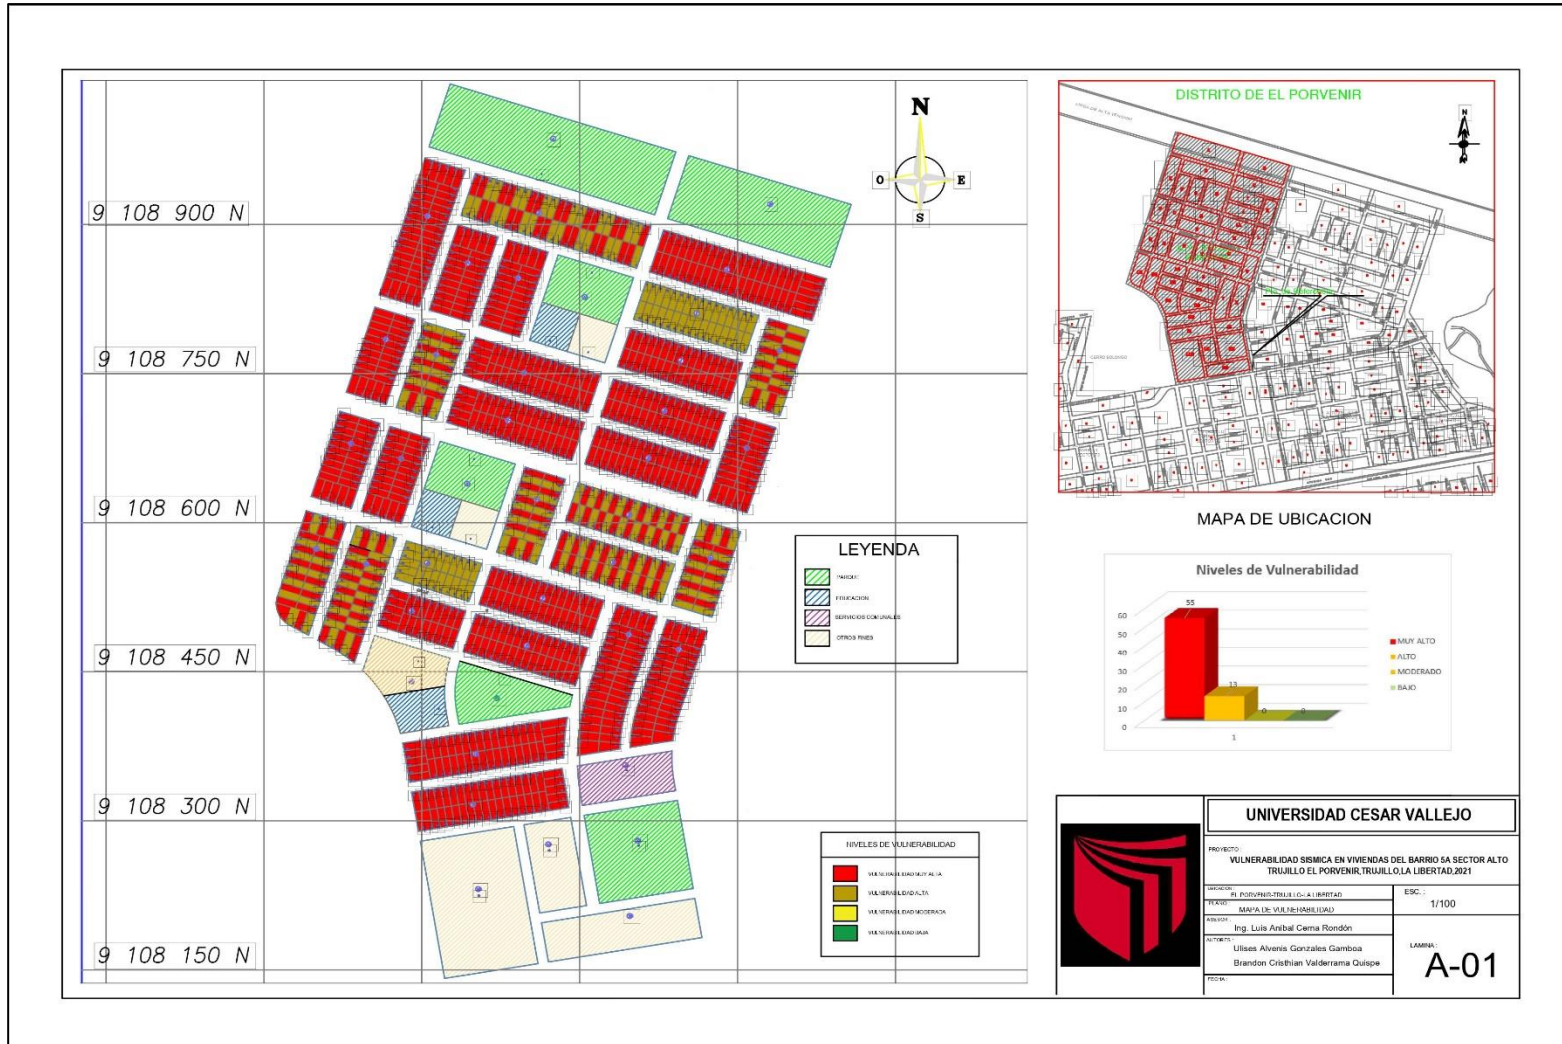 9 108 900 N
9 108 750 N
9 108 600 N
9 108 450 N
9 108 300 N
9 108 150 N
N
O
E
S
LEYENDA
PARQUE
EDUCACION
SERVICIOS COMUNALES
OTROS FINES
NIVELES DE VULNERABILIDAD
VULNERABILIDAD MUY ALTA
VULNERABILIDAD ALTA
VULNERABILIDAD MODERADA
VULNERABILIDAD BAJA
DISTRITO DE EL PORVENIR
N
MAPA DE UBICACION
Niveles de Vulnerabilidad
60
50
40
30
20
10
0
55
13
0
0
1
MUY ALTO
ALTO
MODERADO
BAJO
UNIVERSIDAD CESAR VALLEJO
PROYECTO :
VULNERABILIDAD SISMICA EN VIVIENDAS DEL BARRIO 5A SECTOR ALTO
TRUJILLO EL PORVENIR,TRUJILLO,LA LIBERTAD,2021
UBICACION :
EL PORVENIR-TRUJILLO-LA LIBERTAD
PLANO :
MAPA DE VULNERABILIDAD
ASESOR :
Ing. Luis Anibal Cerna Rondón
AUTORES :
Ulises Alvenis Gonzales Gamboa
Brandon Cristhian Valderrama Quispe
FECHA :
ESC. :
1/100
LAMINA :
A-01